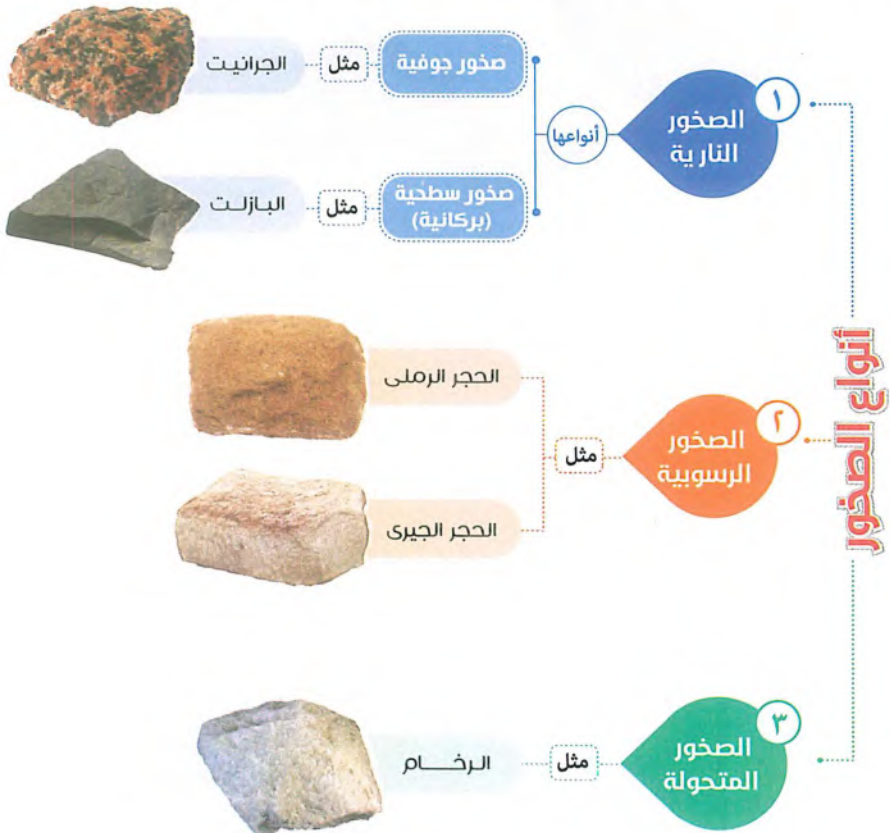 أنواع الصخور
١
الصخور
النارية
أنواعها
صخور جوفية
مثل
الجرانيت
صخور سطحية
(بركانية)
مثل
البازلت
٢
الصخور
الرسوبية
مثل
الحجر الرملى
الحجر الجيرى
٣
الصخور
المتحولة
مثل
الرخـــام